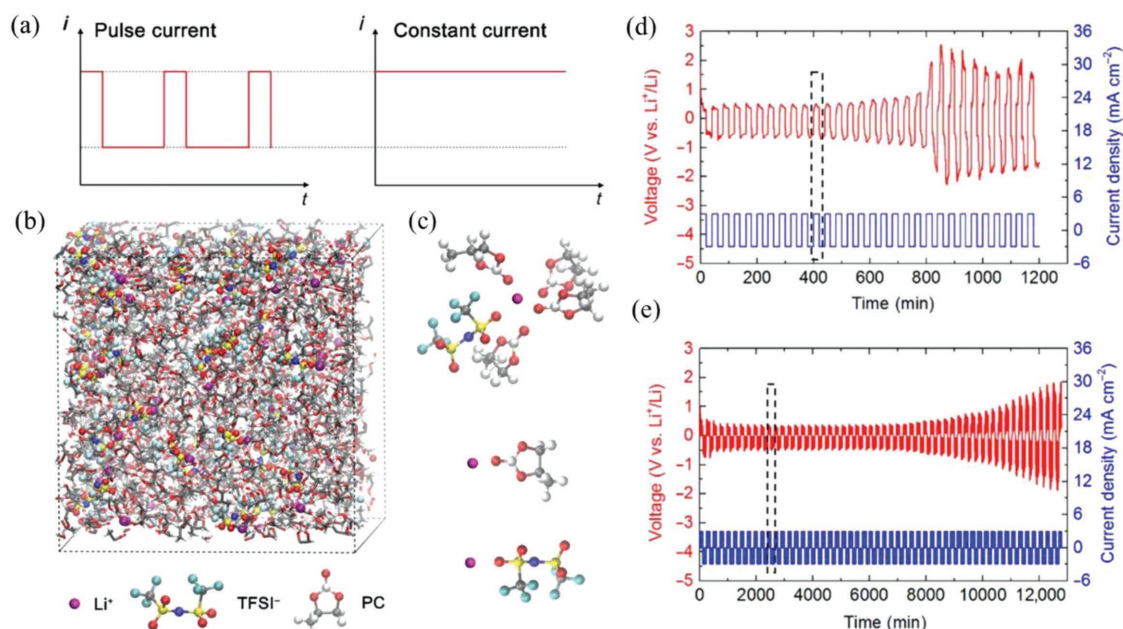 (a)
i
Pulse current
t
i
Constant current
t
(b)
Li⁺
TFSI⁻
PC
(c)
(d)
Voltage (V vs. Li⁺/Li)
3
2
1
0
−1
−2
−3
−4
−5
36
30
24
18
12
6
0
−6
Current density (mA cm⁻²)
0 200 400 600 800 1000 1200
Time (min)
(e)
Voltage (V vs. Li⁺/Li)
3
2
1
0
−1
−2
−3
−4
−5
36
30
24
18
12
6
0
−6
Current density (mA cm⁻²)
0 2000 4000 6000 8000 10000 12,000
Time (min)